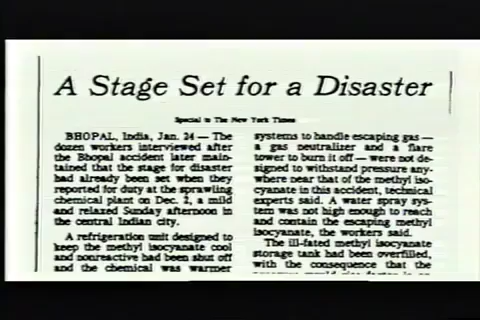 A Stage Set for a Disaster
Special to The New York Times
BHOPAL, India, Jan. 24 — The
dozen workers interviewed after
the Bhopal accident later main-
tained that the stage for disaster
had already been set when they
reported for duty at the sprawling
chemical plant on Dec. 2, a mild
and relaxed Sunday afternoon in
the central Indian city.
A refrigeration unit designed to
keep the methyl isocyanate cool
and nonreactive had been shut off
and the chemical was warmer
systems to handle escaping gas —
a gas neutralizer and a flare
tower to burn it off — were not de-
signed to withstand pressure any-
where near that of the methyl iso-
cyanate in this accident, technical
experts said. A water spray sys-
tem was not high enough to reach
and contain the escaping methyl
isocyanate, the workers said.
The ill-fated methyl isocyanate
storage tank had been overfilled,
with the consequence that the